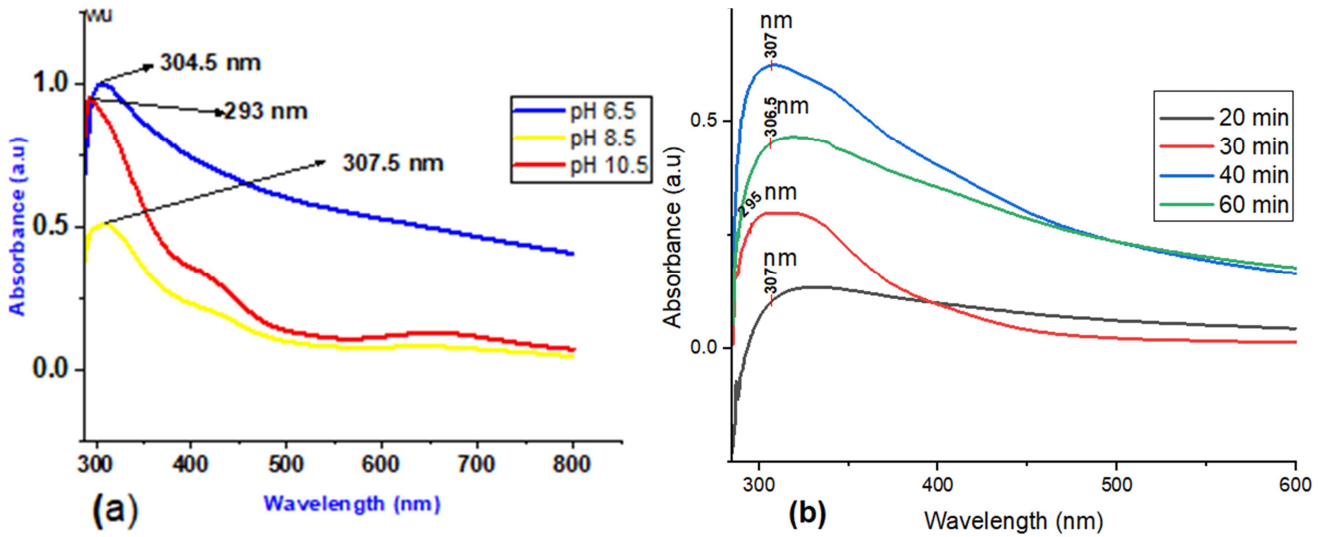 wu
304.5 nm
293 nm
307.5 nm
pH 6.5
pH 8.5
pH 10.5
1.0
0.5
0.0
Absorbance (a.u)
300 400 500 600 700 800
Wavelength (nm)
(a)
nm
307
nm
306.5
nm
295
nm
307
20 min
30 min
40 min
60 min
0.5
0.0
Absorbance (a.u)
300 400 500 600
Wavelength (nm)
(b)